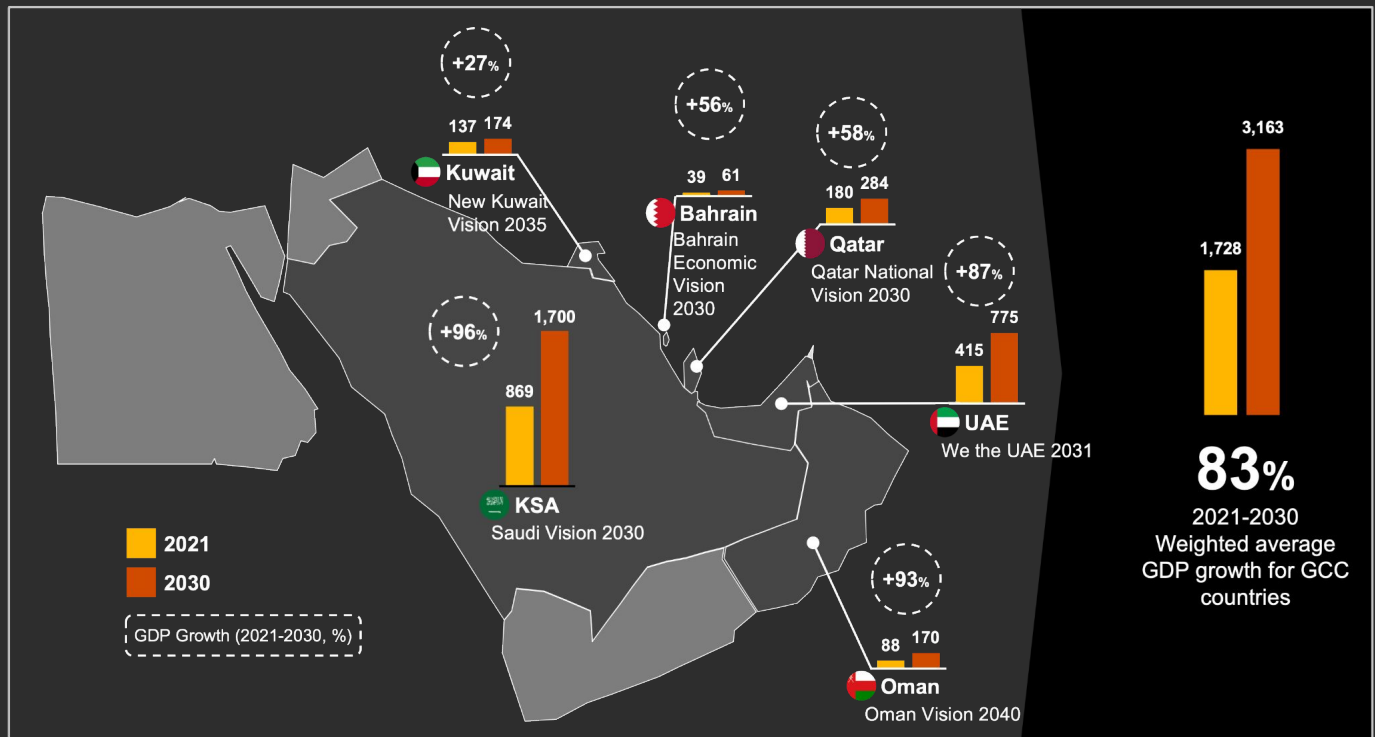 +27%
137 174
Kuwait
New Kuwait
Vision 2035
+56%
39 61
Bahrain
Bahrain
Economic
Vision
2030
+58%
180 284
Qatar
Qatar National
Vision 2030
+87%
415 775
UAE
We the UAE 2031
+96%
869 1,700
KSA
Saudi Vision 2030
+93%
88 170
Oman
Oman Vision 2040
2021
2030
GDP Growth (2021-2030, %)
1,728 3,163
83%
2021-2030
Weighted average
GDP growth for GCC
countries